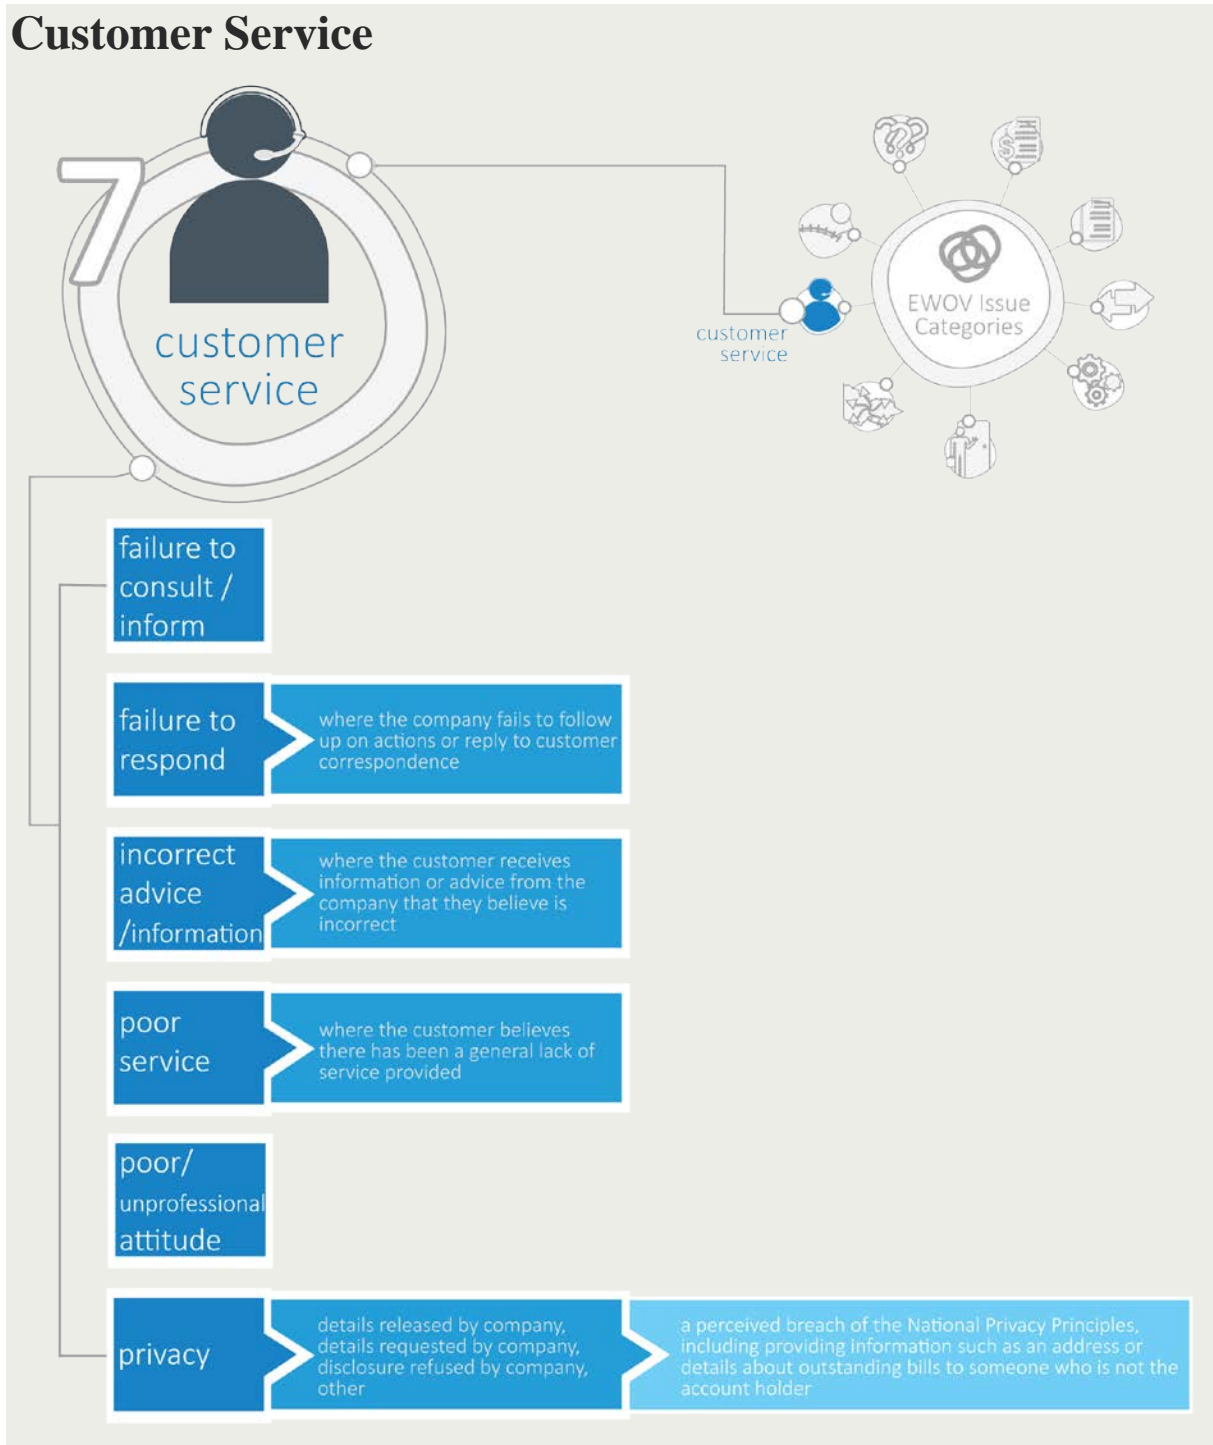 Customer Service
7
customer
service
EWOV Issue
Categories
customer
service
failure to
consult /
inform
failure to
respond
where the company fails to follow
up on actions or reply to customer
correspondence
incorrect
advice
/information
where the customer receives
information or advice from the
company that they believe is
incorrect
poor
service
where the customer believes
there has been a general lack of
service provided
poor/
unprofessional
attitude
privacy
details released by company,
details requested by company,
disclosure refused by company,
other
a perceived breach of the National Privacy Principles,
including providing information such as an address or
details about outstanding bills to someone who is not the
account holder